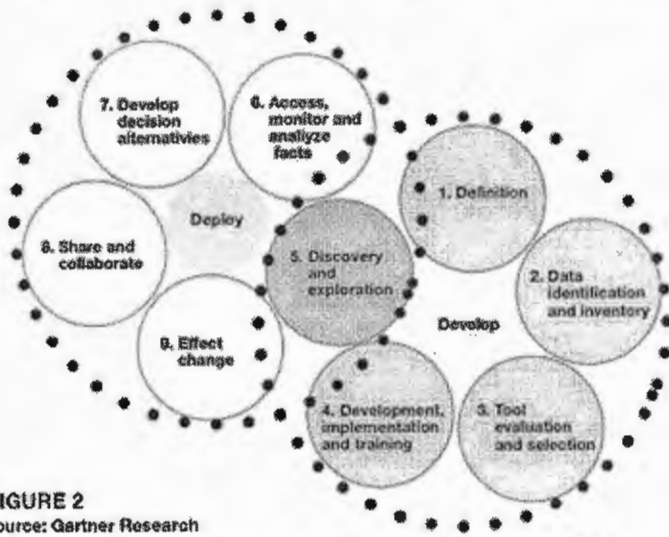 7. Develop
decision
alternatvies
6. Access,
monitor and
analyze
facts
1. Definition
Deploy
8. Share and
collaborate
5. Discovery
and
exploration
2. Data
identification
and inventory
Develop
9. Effect
change
4. Development,
implementation
and training
3. Tool
evaluation
and selection
IGURE 2
ource: Gartner Research